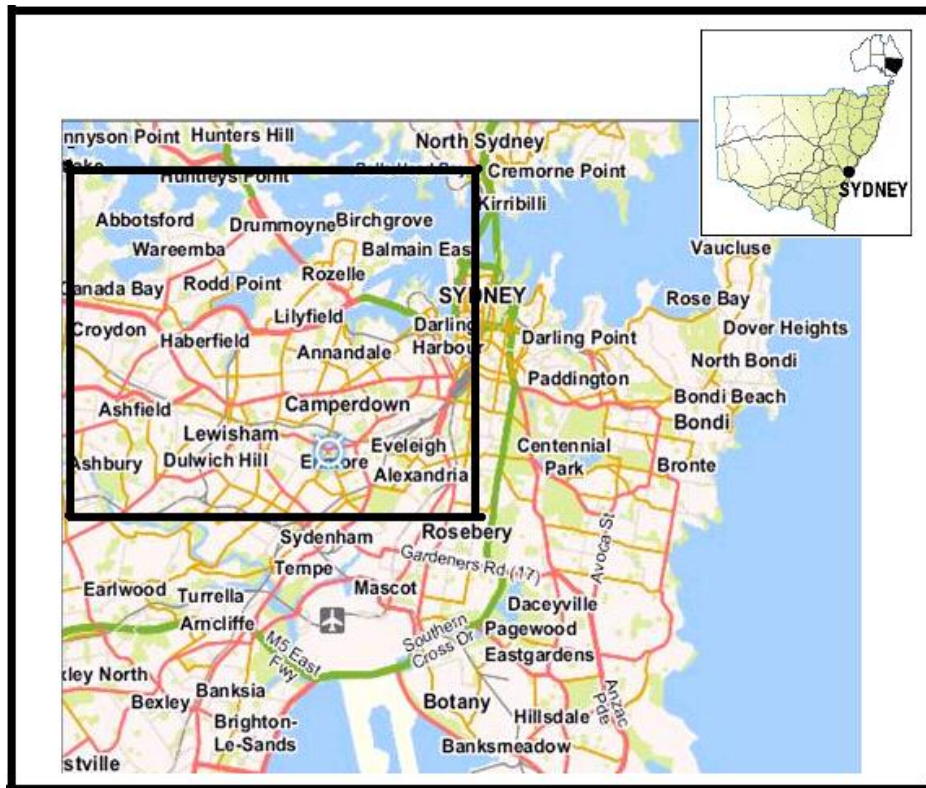 nnyson Point
Hunters Hill
North Sydney
Huntleys Point
Cremorne Point
Kirribilli
SYDNEY
Abbotsford
Birchgrove
Drummoyne
Wareemba
Balmain Eas
Vaucluse
Rozelle
Rodd Point
anada Bay
SYDNEY
Rose Bay
Lilyfield
Croydon
Darling
Harbour
Dover Heights
Haberfield
Darling Point
Annandale
North Bondi
Paddington
Bondi Beach
Camperdown
Ashfield
Bondi
Lewisham
Eveleigh
Centennial
Park
Dulwich Hill
Ashbury
Bronte
Alexandria
Rosebery
Sydenham
Avoca St
Gardeners Rd (17)
Tempe
Mascot
Earlwood
Turrella
Daceyville
Arncliffe
Pagewood
Southern
Cross Dr
M5 East
Fwy
Eastgardens
xley North
Banksia
Bexley
Botany
Anzac
Pde
Hillsdale
Brighton-
Le-Sands
Banksmeadow
stville